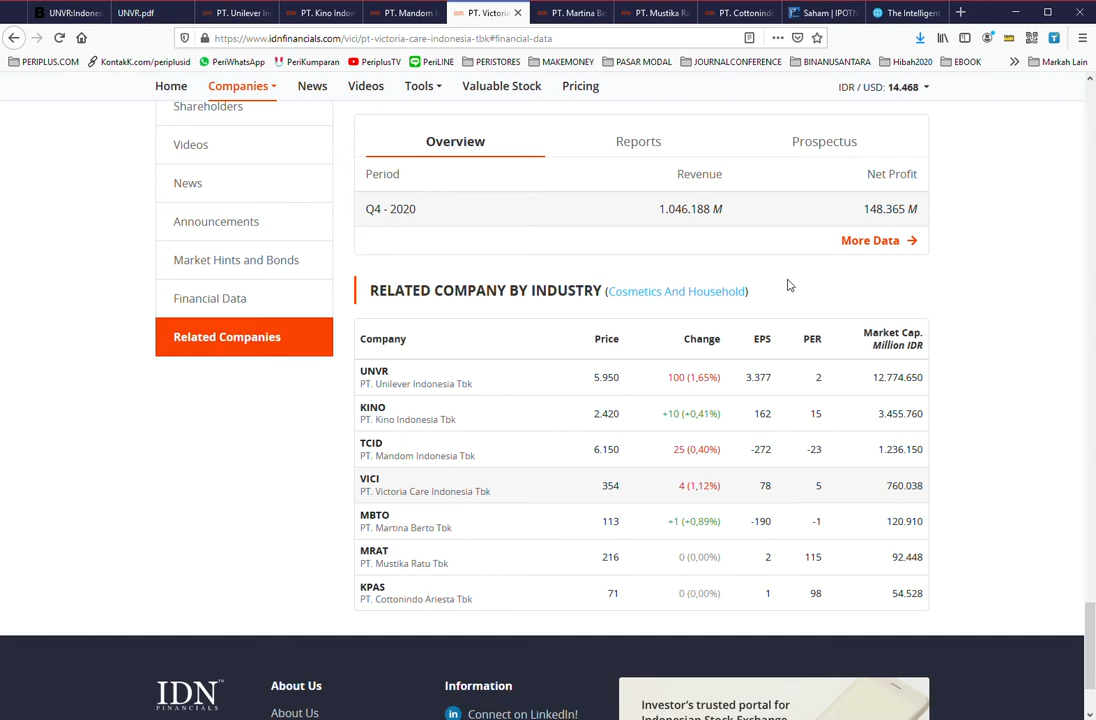 UNVR:Indones
UNVR.pdf
PT. Unilever In
PT. Kino Indon
PT. Mandom I
PT. Victoria
PT. Martina Be
PT. Mustika Ra
PT. Cottonindo
Saham | IPOT
The Intelligent
https://www.idnfinancials.com/vici/pt-victoria-care-indonesia-tbk#financial-data
PERIPLUS.COM
KontakK.com/periplusid
PeriWhatsApp
PeriKumparan
PeriplusTV
PeriLINE
PERISTORES
MAKEMONEY
PASAR MODAL
JOURNALCONFERENCE
BINANUSANTARA
Hibah2020
EBOOK
Markah Lain
Home Companies News Videos Tools Valuable Stock Pricing
IDR / USD: 14.468
Shareholders
Videos
News
Announcements
Market Hints and Bonds
Financial Data
Related Companies
Overview Reports Prospectus
Period Revenue Net Profit
Q4 - 2020 1.046.188 M 148.365 M
More Data
RELATED COMPANY BY INDUSTRY (Cosmetics And Household)
Company Price Change EPS PER Market Cap.
Million IDR
UNVR
PT. Unilever Indonesia Tbk
5.950 100 (1,65%) 3.377 2 12.774.650
KINO
PT. Kino Indonesia Tbk
2.420 +10 (+0,41%) 162 15 3.455.760
TCID
PT. Mandom Indonesia Tbk
6.150 25 (0,40%) -272 -23 1.236.150
VICI
PT. Victoria Care Indonesia Tbk
354 4 (1,12%) 78 5 760.038
MBTO
PT. Martina Berto Tbk
113 +1 (+0,89%) -190 -1 120.910
MRAT
PT. Mustika Ratu Tbk
216 0 (0,00%) 2 115 92.448
KPAS
PT. Cottonindo Ariesta Tbk
71 0 (0,00%) 1 98 54.528
IDN
FINANCIALS
About Us
About Us
Information
Connect on LinkedIn!
Investor's trusted portal for
Indonesian Stock Exchange